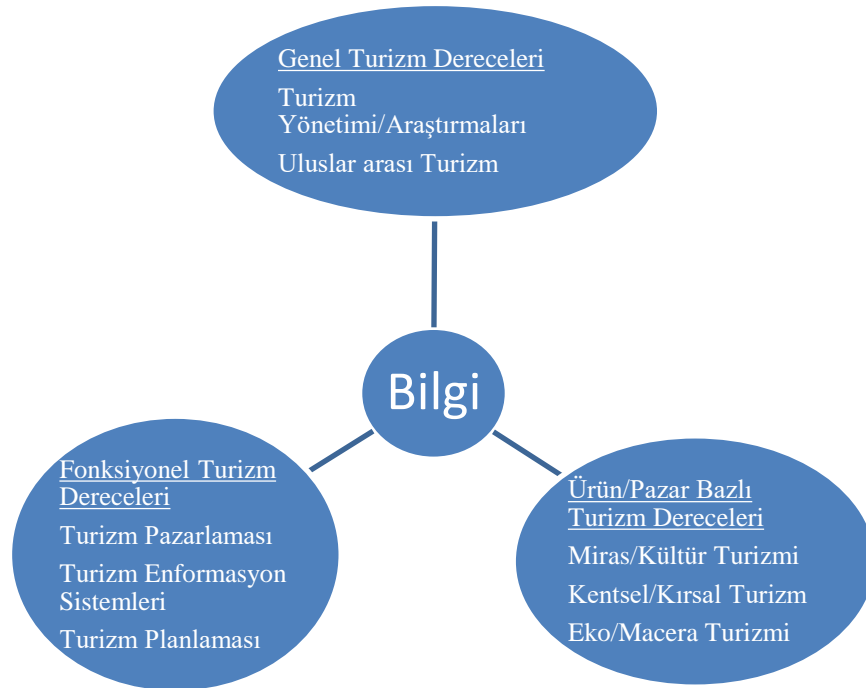 Genel Turizm Dereceleri
Turizm
Yönetimi/Araştırmaları
Uluslar arası Turizm
Bilgi
Fonksiyonel Turizm
Dereceleri
Turizm Pazarlaması
Turizm Enformasyon
Sistemleri
Turizm Planlaması
Ürün/Pazar Bazlı
Turizm Dereceleri
Miras/Kültür Turizmi
Kentsel/Kırsal Turizm
Eko/Macera Turizmi